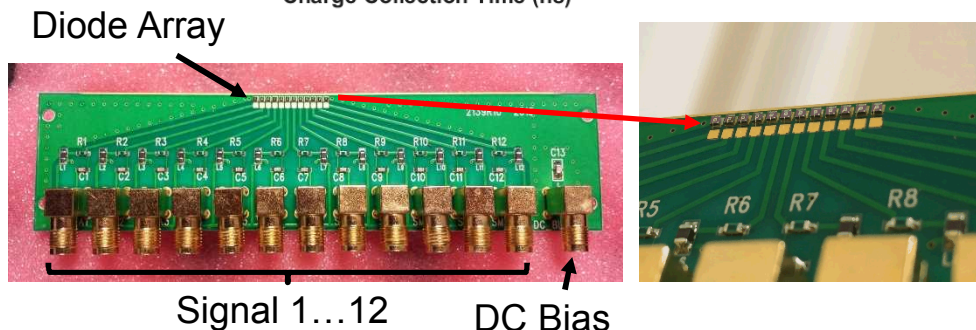 Charge Collection Time (ns)
Diode Array
2139R10
R1 R2 R3 R4 R5 R6 R7 R8 R9 R10 R11 R12
C13
C1 C2 C3 C4 C5 C6 C7 C8 C9 C10 C11 C12
DC B
R5 R6 R7 R8
Signal 1…12
DC Bias